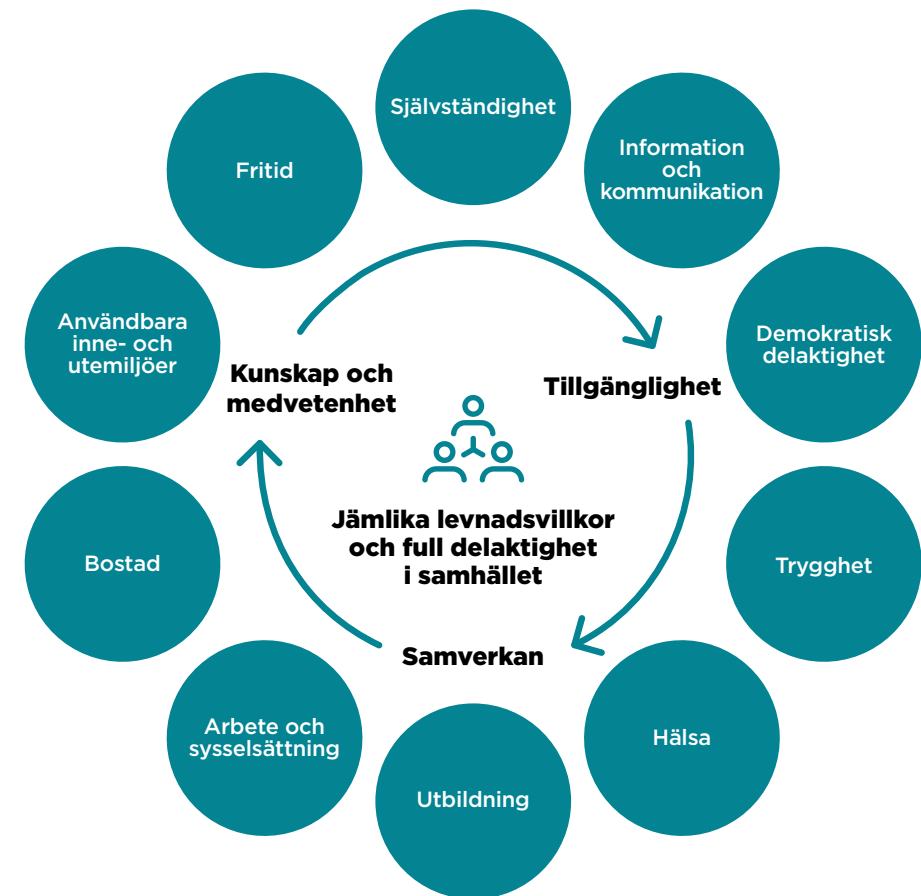 Självständighet
Information
och
kommunikation
Demokratisk
delaktighet
Trygghet
Hälsa
Utbildning
Arbete och
sysselsättning
Bostad
Användbara
inne- och
utemiljöer
Fritid
Kunskap och
medvetenhet
Tillgänglighet
Samverkan
Jämlika levnadsvillkor
och full delaktighet
i samhället